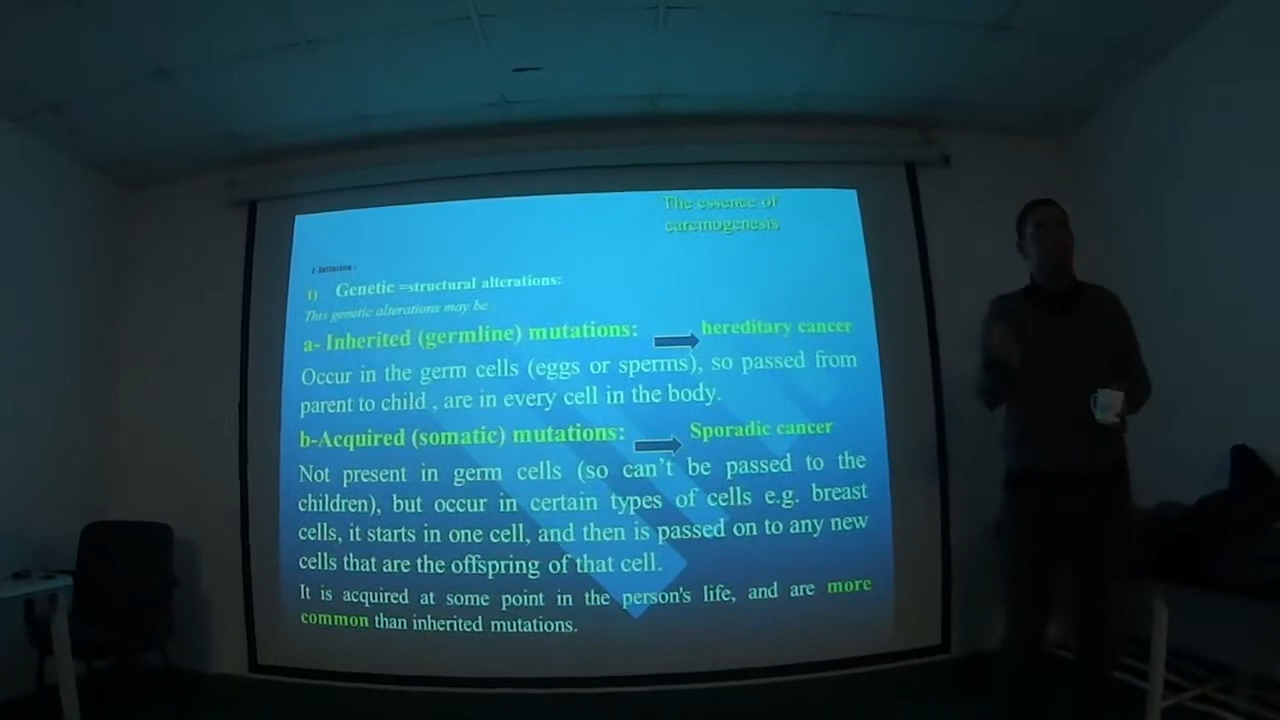 The essence of
carcinogenesis
1) Genetic =structural alterations:
This genetic alterations may be
a- Inherited (germline) mutations: hereditary cancer
Occur in the germ cells (eggs or sperms), so passed from
parent to child , are in every cell in the body.
b-Acquired (somatic) mutations: Sporadic cancer
Not present in germ cells (so can't be passed to the
children), but occur in certain types of cells e.g. breast
cells, it starts in one cell, and then is passed on to any new
cells that are the offspring of that cell.
It is acquired at some point in the person's life, and are more
common than inherited mutations.